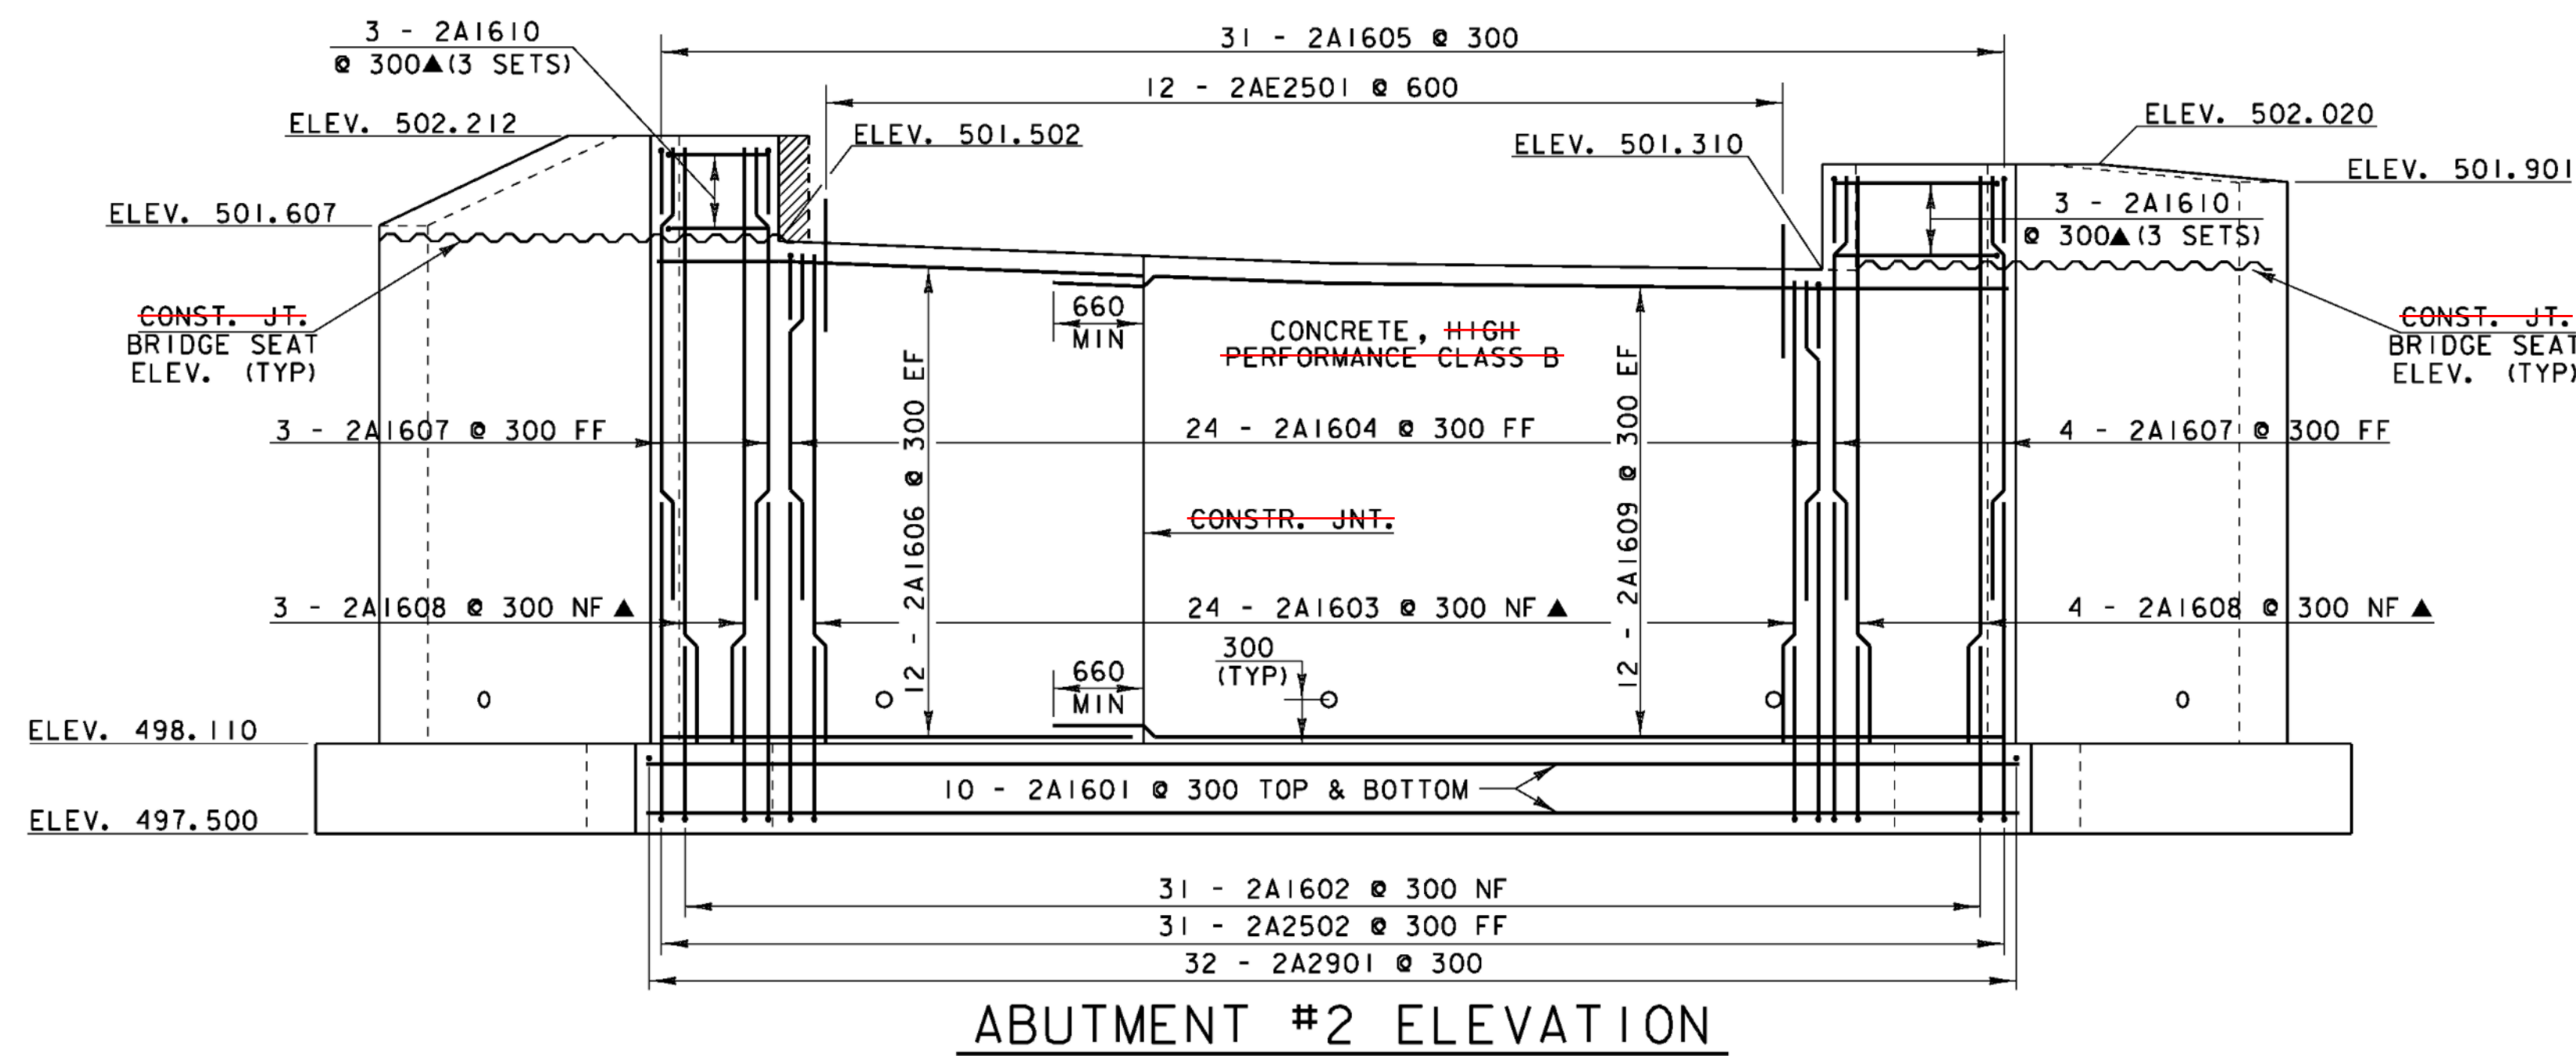 3 - 2A1610
@ 300▲(3 SETS)
31 - 2A1605 @ 300
12 - 2AE2501 @ 600
ELEV. 502.212
ELEV. 501.502
ELEV. 501.310
ELEV. 502.020
ELEV. 501.901
ELEV. 501.607
3 - 2A1610
@ 300▲(3 SETS)
CONST. JT.
BRIDGE SEAT
ELEV. (TYP)
660
MIN
CONCRETE, HIGH
PERFORMANCE CLASS B
CONST. JT.
BRIDGE SEAT
ELEV. (TYP)
3 - 2A1607 @ 300 FF
12 - 2A1606 @ 300 EF
24 - 2A1604 @ 300 FF
12 - 2A1609 @ 300 EF
4 - 2A1607 @ 300 FF
CONSTR. JNT.
3 - 2A1608 @ 300 NF ▲
24 - 2A1603 @ 300 NF ▲
4 - 2A1608 @ 300 NF ▲
660
MIN
300
(TYP)
ELEV. 498.110
10 - 2A1601 @ 300 TOP & BOTTOM
ELEV. 497.500
31 - 2A1602 @ 300 NF
31 - 2A2502 @ 300 FF
32 - 2A2901 @ 300
ABUTMENT #2 ELEVATION